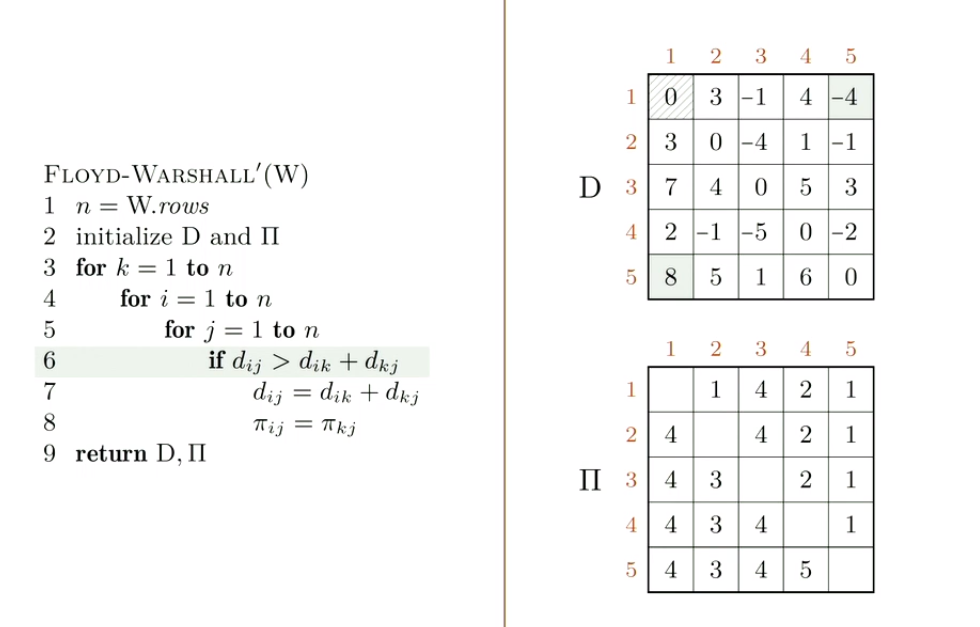 FLOYD-WARSHALL′(W)
1 n = W.rows
2 initialize D and Π
3 for k = 1 to n
4 for i = 1 to n
5 for j = 1 to n
6 if d_{ij} > d_{ik} + d_{kj}
7 d_{ij} = d_{ik} + d_{kj}
8 π_{ij} = π_{kj}
9 return D, Π
1 2 3 4 5
1 0 3 −1 4 −4
2 3 0 −4 1 −1
D 3 7 4 0 5 3
4 2 −1 −5 0 −2
5 8 5 1 6 0
1 2 3 4 5
1 1 4 2 1
2 4 4 2 1
Π 3 4 3 2 1
4 4 3 4 1
5 4 3 4 5